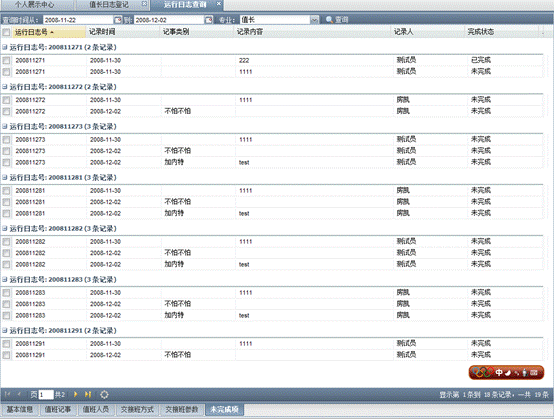 个人展示中心 值长日志登记 运行日志查询
查询时间从: 2008-11-22 到: 2008-12-02 专业: 值长 查询
运行日志号 记录时间 记事类别 记录内容 记录人 完成状态
运行日志号: 200811271 (2 条记录)
200811271 2008-11-30 222 测试员 已完成
200811271 2008-11-30 1111 测试员 未完成
运行日志号: 200811272 (2 条记录)
200811272 2008-11-30 1111 房凯 未完成
200811272 2008-12-02 不怕不怕 房凯 未完成
运行日志号: 200811273 (3 条记录)
200811273 2008-11-30 1111 测试员 未完成
200811273 2008-12-02 不怕不怕 测试员 未完成
200811273 2008-12-02 加内特 test 测试员 未完成
运行日志号: 200811281 (3 条记录)
200811281 2008-11-30 1111 房凯 未完成
200811281 2008-12-02 不怕不怕 房凯 未完成
200811281 2008-12-02 加内特 test 房凯 未完成
运行日志号: 200811282 (3 条记录)
200811282 2008-11-30 1111 测试员 未完成
200811282 2008-12-02 不怕不怕 测试员 未完成
200811282 2008-12-02 加内特 test 测试员 未完成
运行日志号: 200811283 (3 条记录)
200811283 2008-11-30 1111 房凯 未完成
200811283 2008-12-02 不怕不怕 房凯 未完成
200811283 2008-12-02 加内特 test 房凯 未完成
运行日志号: 200811291 (2 条记录)
200811291 2008-11-30 1111 测试员 未完成
200811291 2008-12-02 不怕不怕 测试员 未完成
中
页 1 共2 显示第 1条到 18 条记录，一共 19 条
基本信息 值班记事 值班人员 交接班方式 交接班参数 未完成项